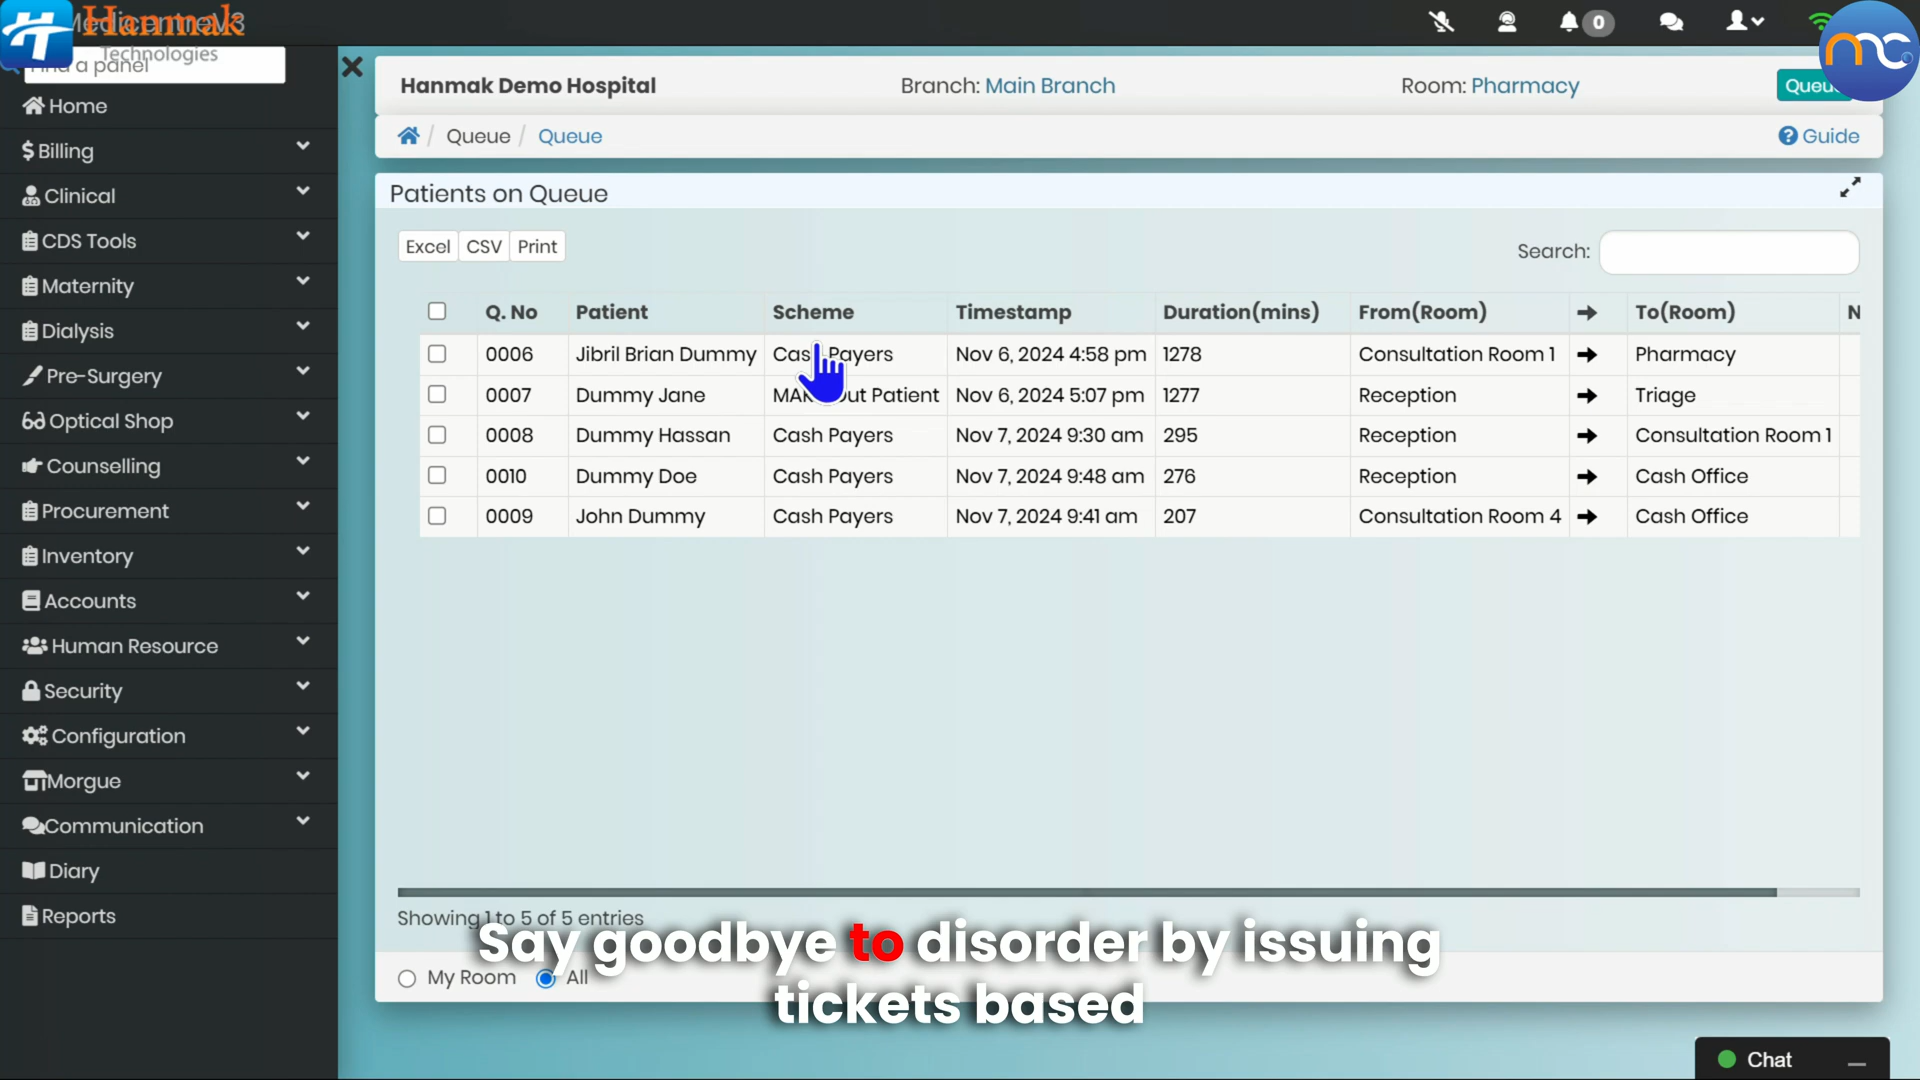 Hanmak
Technologies
Find a panel
Home
Billing
Clinical
CDS Tools
Maternity
Dialysis
Pre-Surgery
Optical Shop
Counselling
Procurement
Inventory
Accounts
Human Resource
Security
Configuration
Morgue
Communication
Diary
Reports
0
Hanmak Demo Hospital Branch: Main Branch Room: Pharmacy
MC
/ Queue / Queue Guide
Patients on Queue
Excel CSV Print Search:
Q. No Patient Scheme Timestamp Duration(mins) From(Room) To(Room) N
0006 Jibril Brian Dummy Cash Payers Nov 6, 2024 4:58 pm 1278 Consultation Room 1 Pharmacy
0007 Dummy Jane Out Patient Nov 6, 2024 5:07 pm 1277 Reception Triage
0008 Dummy Hassan Cash Payers Nov 7, 2024 9:30 am 295 Reception Consultation Room 1
0010 Dummy Doe Cash Payers Nov 7, 2024 9:48 am 276 Reception Cash Office
0009 John Dummy Cash Payers Nov 7, 2024 9:41 am 207 Consultation Room 4 Cash Office
Showing 1 to 5 of 5 entries
Say goodbye to disorder by issuing
tickets based
My Room All
Chat